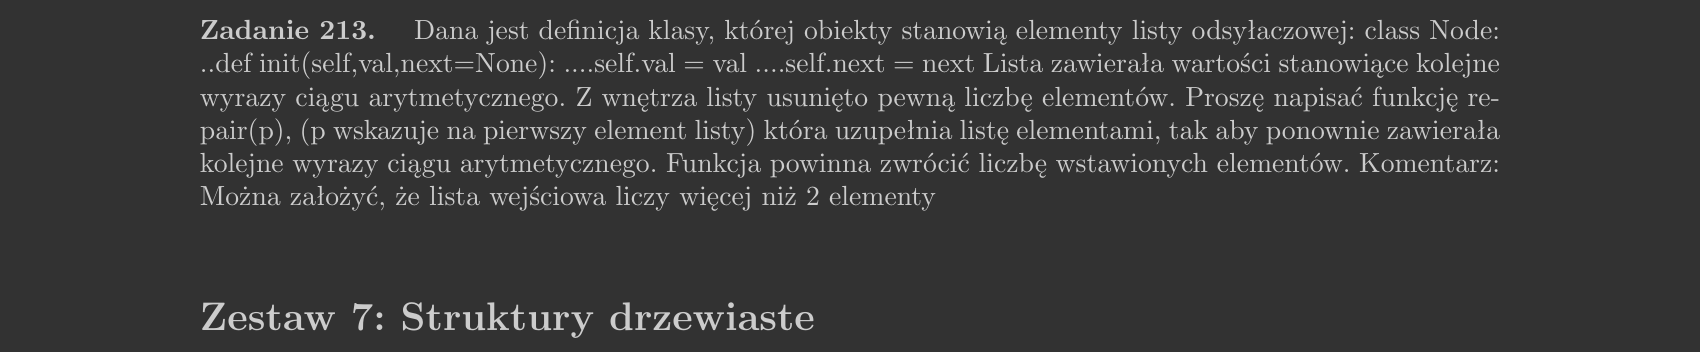 Zadanie 213. Dana jest definicja klasy, której obiekty stanowią elementy listy odsyłaczowej: class Node:
..def init(self,val,next=None): ....self.val = val ....self.next = next Lista zawierała wartości stanowiące kolejne
wyrazy ciągu arytmetycznego. Z wnętrza listy usunięto pewną liczbę elementów. Proszę napisać funkcję re-
pair(p), (p wskazuje na pierwszy element listy) która uzupełnia listę elementami, tak aby ponownie zawierała
kolejne wyrazy ciągu arytmetycznego. Funkcja powinna zwrócić liczbę wstawionych elementów. Komentarz:
Można założyć, że lista wejściowa liczy więcej niż 2 elementy
Zestaw 7: Struktury drzewiaste